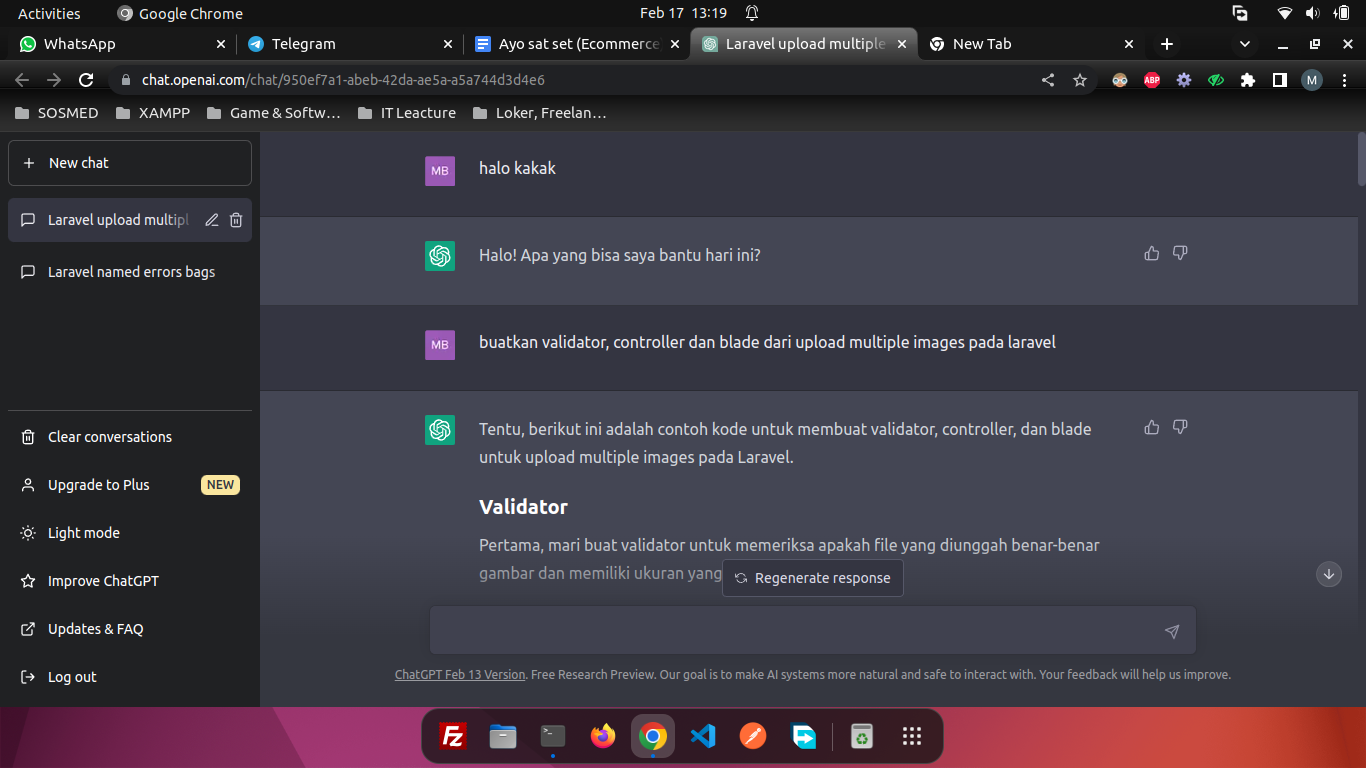 Activities
Google Chrome
Feb 17 13:19
WhatsApp
Telegram
Ayo sat set (Ecommerce
Laravel upload multiple
New Tab
chat.openai.com/chat/950ef7a1-abeb-42da-ae5a-a5a744d3d4e6
ABP
M
SOSMED
XAMPP
Game & Softw…
IT Leacture
Loker, Freelan…
New chat
Laravel upload multipl
Laravel named errors bags
Clear conversations
Upgrade to Plus
NEW
Light mode
Improve ChatGPT
Updates & FAQ
Log out
MB
halo kakak
Halo! Apa yang bisa saya bantu hari ini?
MB
buatkan validator, controller dan blade dari upload multiple images pada laravel
Tentu, berikut ini adalah contoh kode untuk membuat validator, controller, dan blade
untuk upload multiple images pada Laravel.
Validator
Pertama, mari buat validator untuk memeriksa apakah file yang diunggah benar-benar
gambar dan memiliki ukuran yang
Regenerate response
ChatGPT Feb 13 Version. Free Research Preview. Our goal is to make AI systems more natural and safe to interact with. Your feedback will help us improve.
Fz